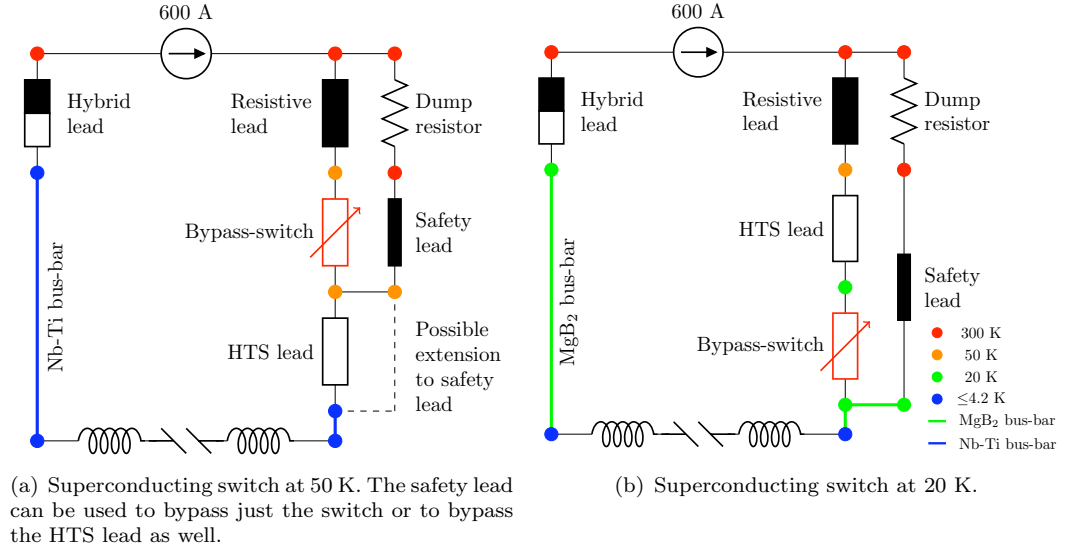 600 A
Hybrid
lead
Resistive
lead
Dump
resistor
Bypass-switch
Safety
lead
Nb-Ti bus-bar
HTS lead
Possible
extension
to safety
lead
(a) Superconducting switch at 50 K. The safety lead
can be used to bypass just the switch or to bypass
the HTS lead as well.
600 A
Hybrid
lead
Resistive
lead
Dump
resistor
HTS lead
MgB₂ bus-bar
Safety
lead
Bypass-switch
300 K
50 K
20 K
≤4.2 K
MgB₂ bus-bar
Nb-Ti bus-bar
(b) Superconducting switch at 20 K.